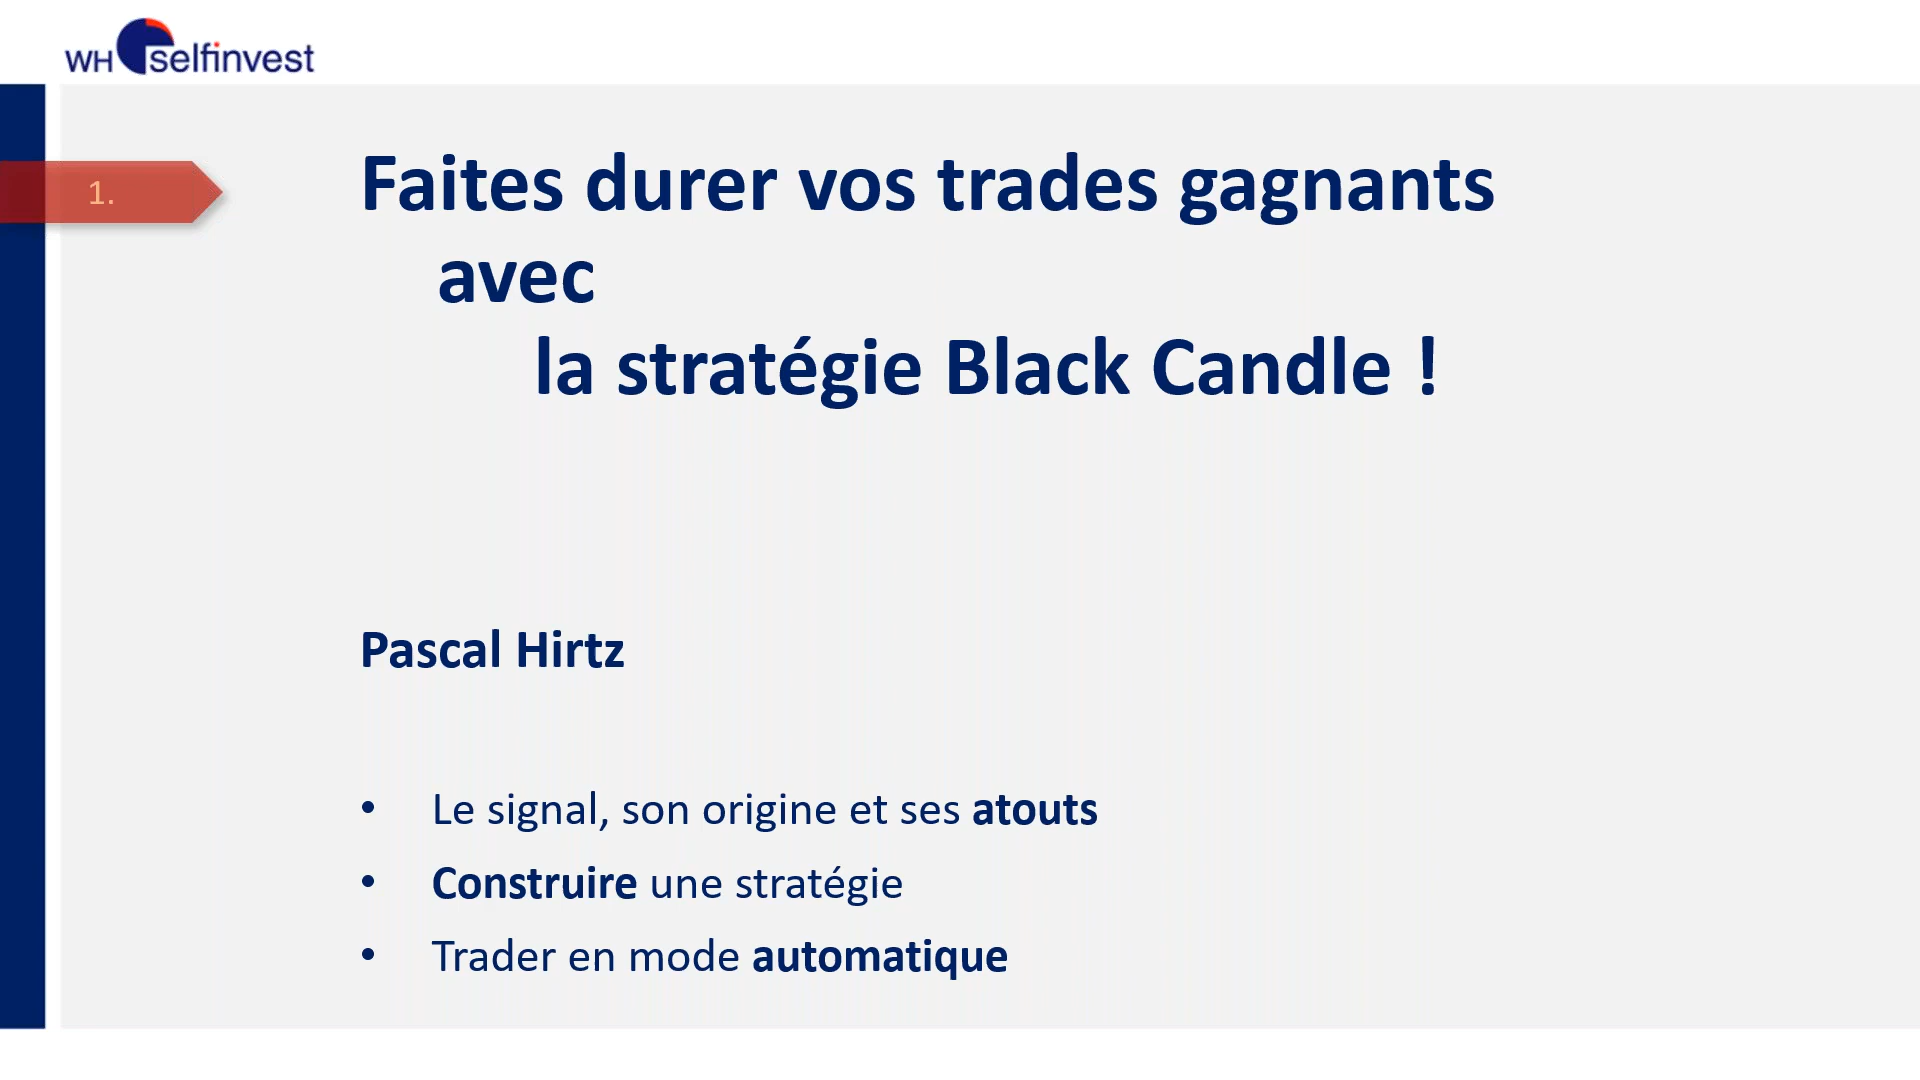 WH selfinvest
1.
Faites durer vos trades gagnants
avec
la stratégie Black Candle !
Pascal Hirtz
• Le signal, son origine et ses atouts
• Construire une stratégie
• Trader en mode automatique